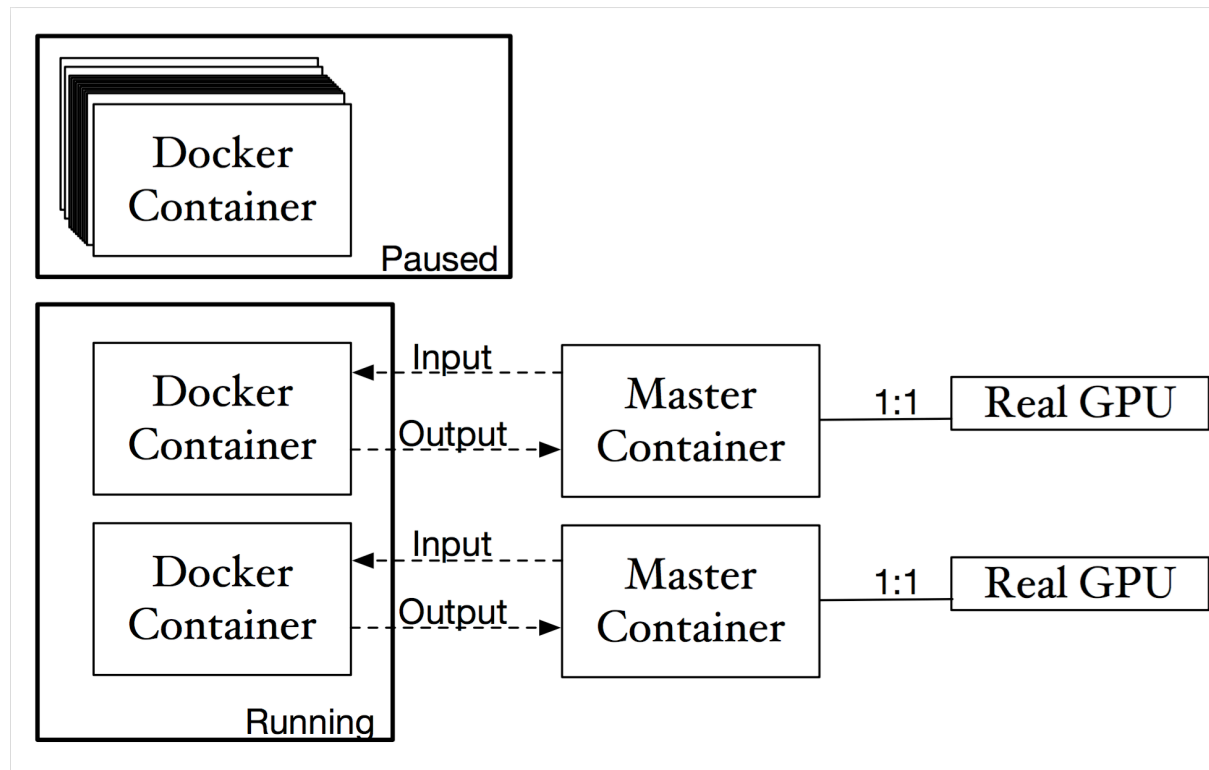 Docker
Container
Paused
Input
Docker
Container
Output
Master
Container
1:1
Real GPU
Input
Docker
Container
Output
Master
Container
1:1
Real GPU
Running